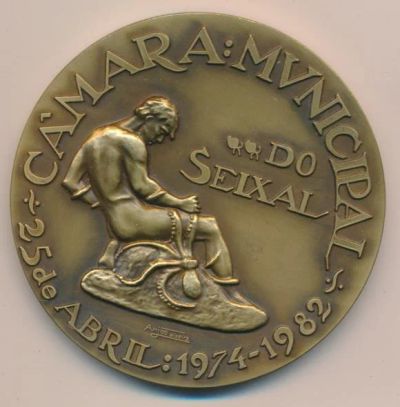 CÂMARA: MVNICIPAL
DO
SEIXAL
25 de ABRIL: 1974-1982